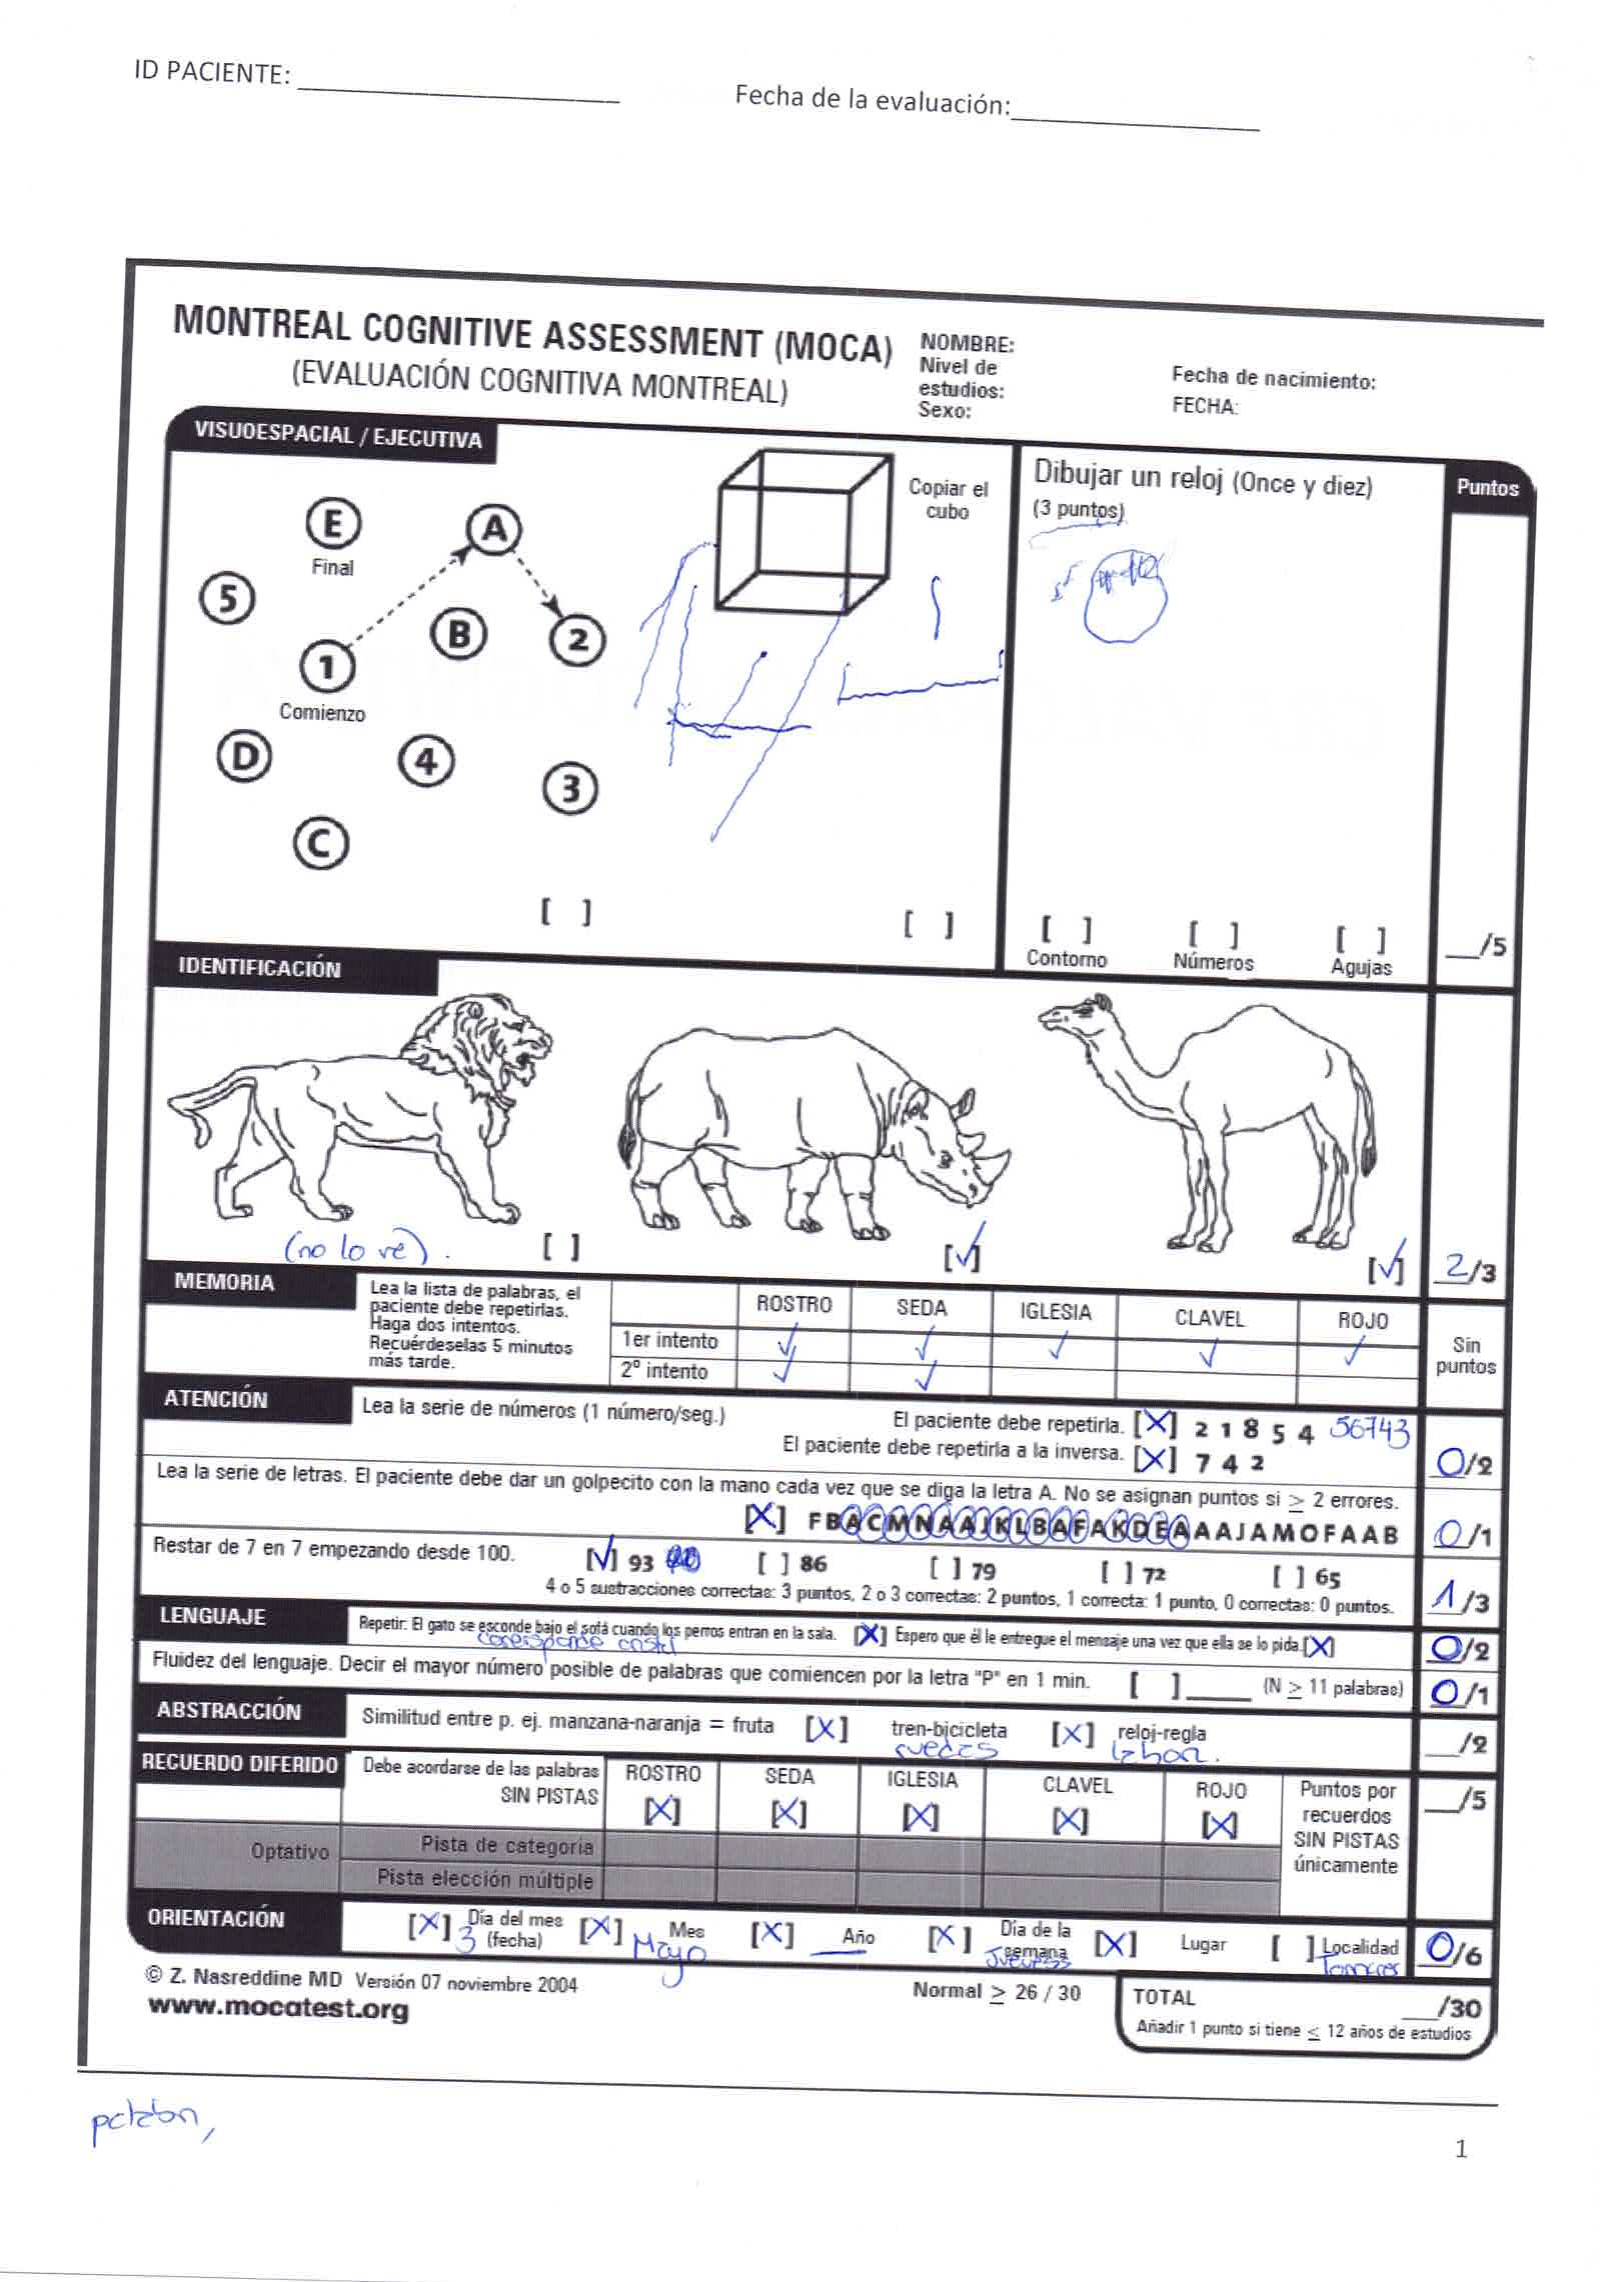 ID PACIENTE: ____________________
Fecha de la evaluación:________________
MONTREAL COGNITIVE ASSESSMENT (MOCA)
(EVALUACIÓN COGNITIVA MONTREAL)
NOMBRE:
Nivel de
estudios:
Sexo:
Fecha de nacimiento:
FECHA:
VISUOESPACIAL / EJECUTIVA
E
Final
A
5
B
2
1
Comienzo
D
4
3
C
[ ]
Copiar el
cubo
[ ]
Dibujar un reloj (Once y diez)
(3 puntos)
[ ] [ ] [ ]
Contorno Números Agujas
Puntos
__/5
IDENTIFICACIÓN
(no lo ve). [ ] [✓] [✓] 2/3
MEMORIA
Lea la lista de palabras, el
paciente debe repetirlas.
Haga dos intentos.
Recuérdeselas 5 minutos
más tarde.
ROSTRO SEDA IGLESIA CLAVEL ROJO
1er intento ✓ ✓ ✓ ✓ ✓
2º intento ✓ ✓
Sin
puntos
ATENCIÓN
Lea la serie de números (1 número/seg.)
El paciente debe repetirla. [X] 2 1 8 5 4 56743
El paciente debe repetirla a la inversa. [X] 7 4 2
0/2
Lea la serie de letras. El paciente debe dar un golpecito con la mano cada vez que se diga la letra A. No se asignan puntos si ≥ 2 errores.
[X] F B A C M N A A J K L B A F A K D E A A A J A M O F A A B 0/1
Restar de 7 en 7 empezando desde 100. [✓] 93 [ ] 86 [ ] 79 [ ] 72 [ ] 65
4 o 5 sustracciones correctas: 3 puntos, 2 o 3 correctas: 2 puntos, 1 correcta: 1 punto, 0 correctas: 0 puntos. 1/3
LENGUAJE
Repetir: El gato se esconde bajo el sofá cuando los perros entran en la sala. [X] Espero que él le entregue el mensaje una vez que ella se lo pida.[X] 0/2
Fluidez del lenguaje. Decir el mayor número posible de palabras que comiencen por la letra "P" en 1 min. [ ]____ (N ≥ 11 palabras) 0/1
ABSTRACCIÓN
Similitud entre p. ej. manzana-naranja = fruta [X] tren-bicicleta [X] reloj-regla __/2
ruedas
RECUERDO DIFERIDO
Debe acordarse de las palabras
SIN PISTAS
ROSTRO SEDA IGLESIA CLAVEL ROJO
[X] [X] [X] [X] [X]
Puntos por
recuerdos
SIN PISTAS
únicamente
__/5
Optativo
Pista de categoria
Pista elección múltiple
ORIENTACIÓN
[X] Día del mes
(fecha) 3
[X] Mes
Mayo
[X] Año
[X] Día de la
semana
Jueves
[X] Lugar
[ ] Localidad
0/6
© Z. Nasreddine MD Versión 07 noviembre 2004
www.mocatest.org
Normal ≥ 26 / 30
TOTAL __/30
Añadir 1 punto si tiene ≤ 12 años de estudios
1